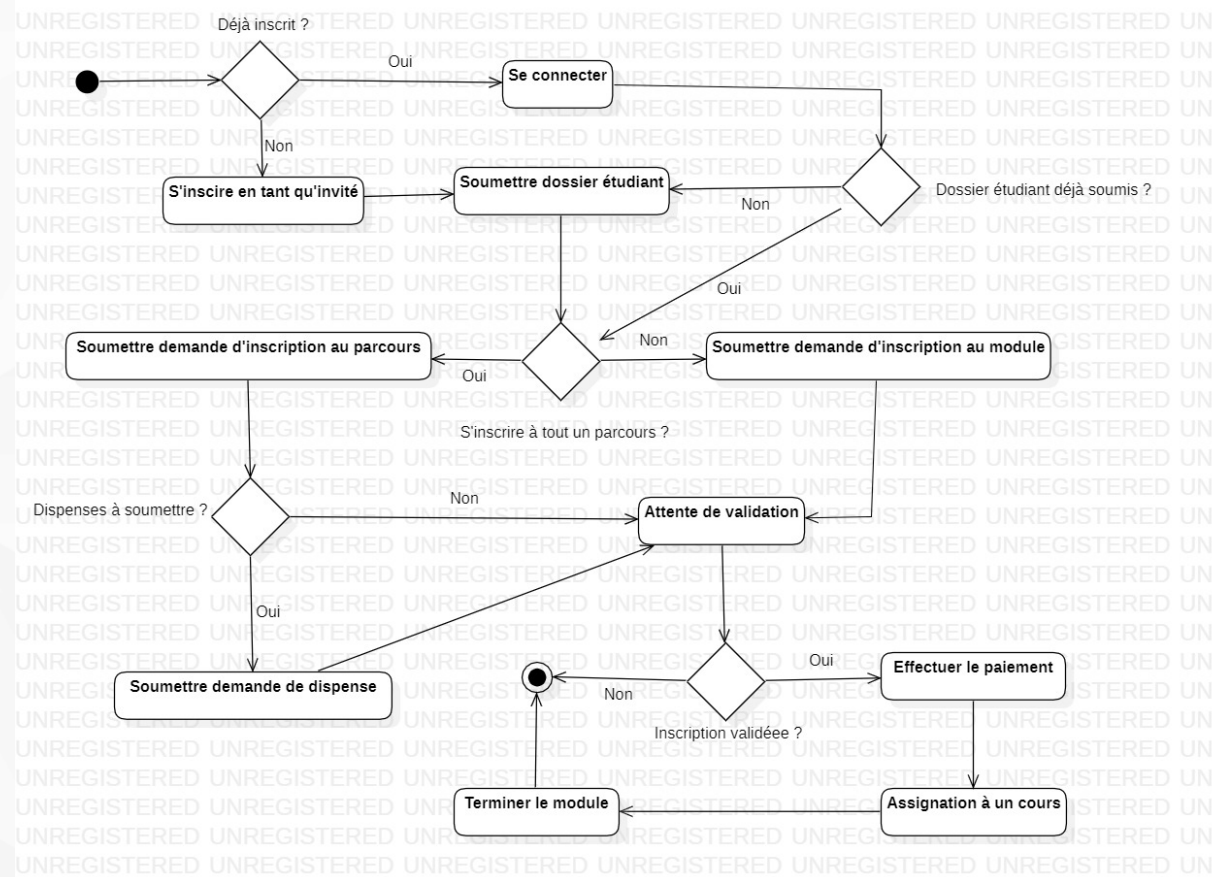 Déjà inscrit ?
Oui
Se connecter
Non
S'inscire en tant qu'invité
Soumettre dossier étudiant
Non
Dossier étudiant déjà soumis ?
Oui
Soumettre demande d'inscription au parcours
Oui
Non
Soumettre demande d'inscription au module
S'inscrire à tout un parcours ?
Dispenses à soumettre ?
Non
Attente de validation
Oui
Soumettre demande de dispense
Non
Oui
Effectuer le paiement
Inscription validéee ?
Terminer le module
Assignation à un cours
UNREGISTERED